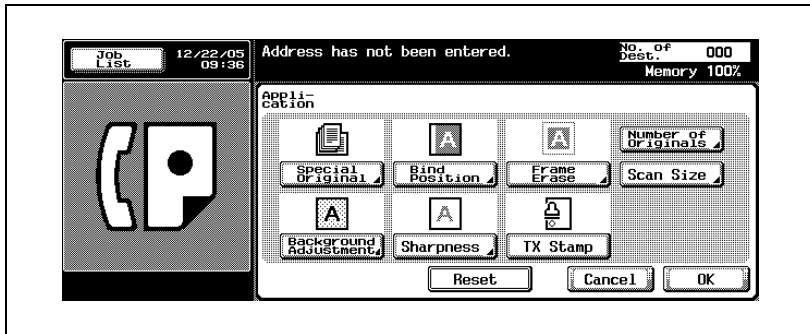 Job
List
12/22/05
09:36
Address has not been entered.
No. of
Dest.
000
Memory 100%
Appli-
cation
A
A
Special
Original
Bind
Position
Frame
Erase
Number of
Originals
Scan Size
A
A
Background
Adjustment
Sharpness
TX Stamp
Reset
Cancel
OK